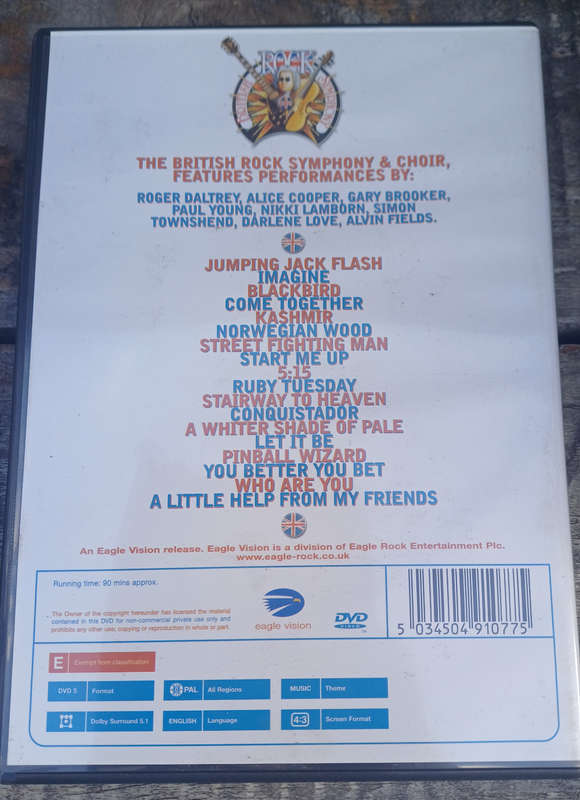 ROCK
THE BRITISH ROCK SYMPHONY & CHOIR,
FEATURES PERFORMANCES BY:
ROGER DALTREY, ALICE COOPER, GARY BROOKER,
PAUL YOUNG, NIKKI LAMBORN, SIMON
TOWNSHEND, DARLENE LOVE, ALVIN FIELDS.
JUMPING JACK FLASH
IMAGINE
BLACKBIRD
COME TOGETHER
KASHMIR
NORWEGIAN WOOD
STREET FIGHTING MAN
START ME UP
5:15
RUBY TUESDAY
STAIRWAY TO HEAVEN
CONQUISTADOR
A WHITER SHADE OF PALE
LET IT BE
PINBALL WIZARD
YOU BETTER YOU BET
WHO ARE YOU
A LITTLE HELP FROM MY FRIENDS
An Eagle Vision release. Eagle Vision is a division of Eagle Rock Entertainment Plc.
www.eagle-rock.co.uk
Running time: 90 mins approx.
The Owner of the copyright hereunder has licensed the material
contained in this DVD for non-commercial private use only and
prohibits any other use, copying or reproduction in whole or part.
eagle vision
DVD
VIDEO
TM
5 034504 910775
E Exempt from classification
DVD 5 Format
PAL All Regions
MUSIC Theme
Dolby Surround 5.1
ENGLISH Language
4:3 Screen Format